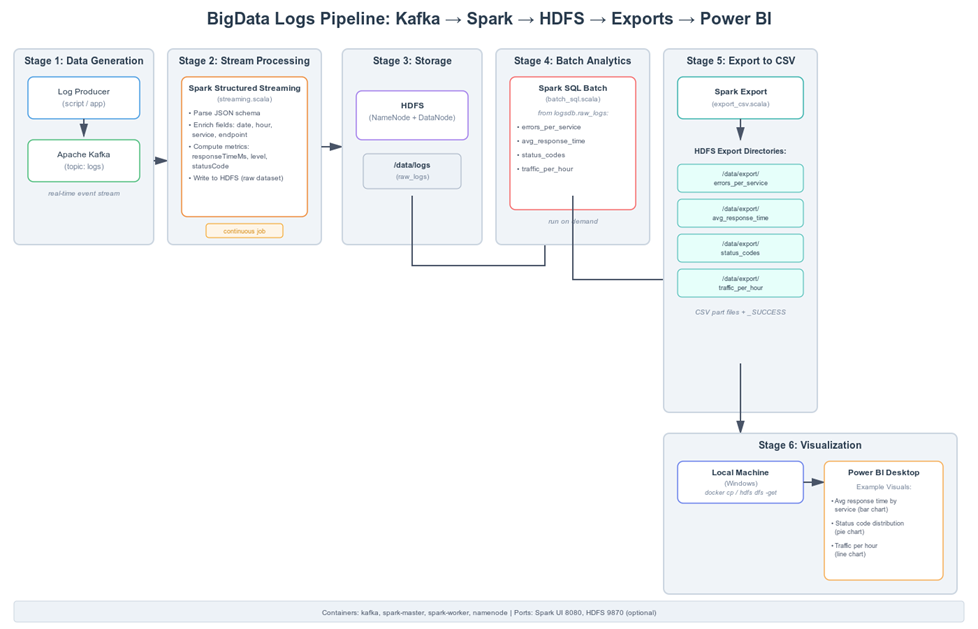 BigData Logs Pipeline: Kafka → Spark → HDFS → Exports → Power BI
Stage 1: Data Generation
Log Producer
(script / app)
Apache Kafka
(topic: logs)
real-time event stream
Stage 2: Stream Processing
Spark Structured Streaming
(streaming.scala)
• Parse JSON schema
• Enrich fields: date, hour,
service, endpoint
• Compute metrics:
responseTimeMs, level,
statusCode
• Write to HDFS (raw dataset)
continuous job
Stage 3: Storage
HDFS
(NameNode + DataNode)
/data/logs
(raw_logs)
Stage 4: Batch Analytics
Spark SQL Batch
(batch_sql.scala)
from logsdb.raw_logs:
• errors_per_service
• avg_response_time
• status_codes
• traffic_per_hour
run on demand
Stage 5: Export to CSV
Spark Export
(export_csv.scala)
HDFS Export Directories:
/data/export/
errors_per_service
/data/export/
avg_response_time
/data/export/
status_codes
/data/export/
traffic_per_hour
CSV part files + _SUCCESS
Stage 6: Visualization
Local Machine
(Windows)
docker cp / hdfs dfs -get
Power BI Desktop
Example Visuals:
• Avg response time by
service (bar chart)
• Status code distribution
(pie chart)
• Traffic per hour
(line chart)
Containers: kafka, spark-master, spark-worker, namenode | Ports: Spark UI 8080, HDFS 9870 (optional)